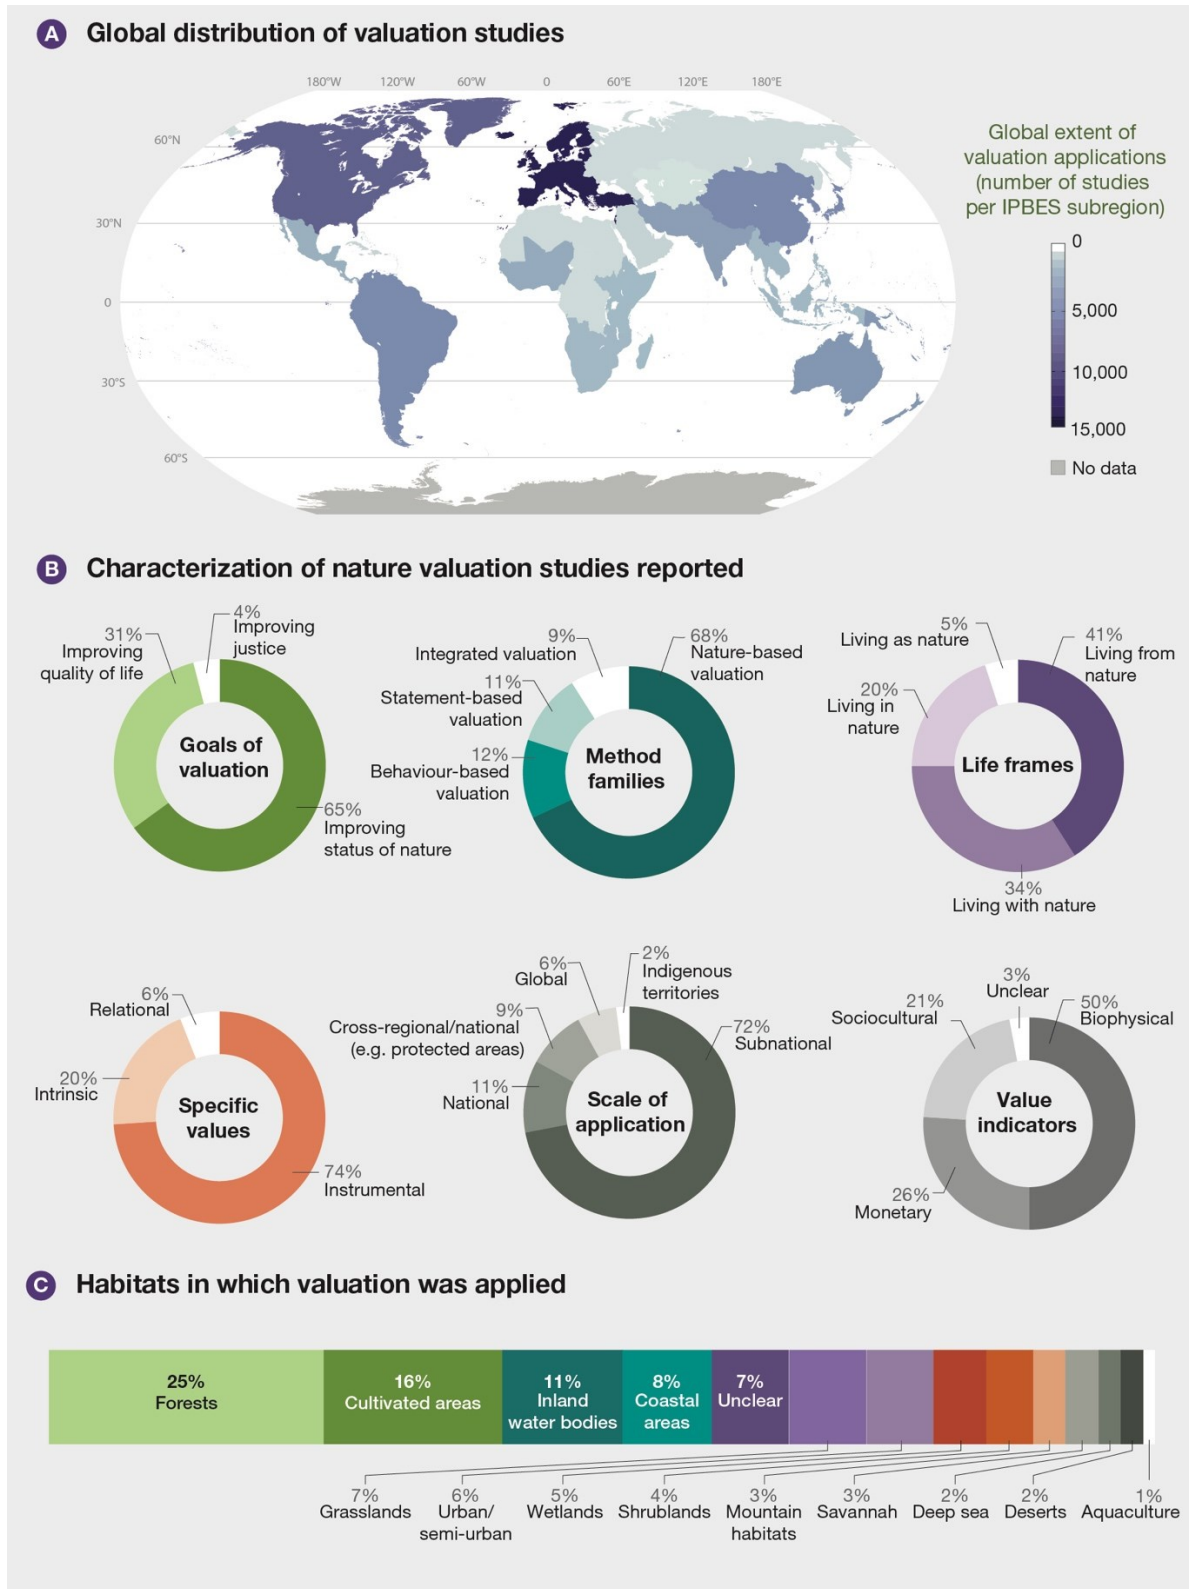 A Global distribution of valuation studies
180°W 120°W 60°W 0 60°E 120°E 180°E
60°N
30°N
0
30°S
60°S
Global extent of
valuation applications
(number of studies
per IPBES subregion)
0
5,000
10,000
15,000
No data
B Characterization of nature valuation studies reported
Goals of
valuation
31%
Improving
quality of life
4%
Improving
justice
65%
Improving
status of nature
Method
families
9%
Integrated valuation
11%
Statement-based
valuation
12%
Behaviour-based
valuation
68%
Nature-based
valuation
Life frames
5%
Living as nature
20%
Living in
nature
41%
Living from
nature
34%
Living with nature
Specific
values
6%
Relational
20%
Intrinsic
74%
Instrumental
Scale of
application
6%
Global
9%
Cross-regional/national
(e.g. protected areas)
11%
National
2%
Indigenous
territories
72%
Subnational
Value
indicators
3%
Unclear
21%
Sociocultural
50%
Biophysical
26%
Monetary
C Habitats in which valuation was applied
25%
Forests
16%
Cultivated areas
11%
Inland
water bodies
8%
Coastal
areas
7%
Unclear
7%
Grasslands
6%
Urban/
semi-urban
5%
Wetlands
4%
Shrublands
3%
Mountain
habitats
3%
Savannah
2%
Deep sea
2%
Deserts
1%
Aquaculture